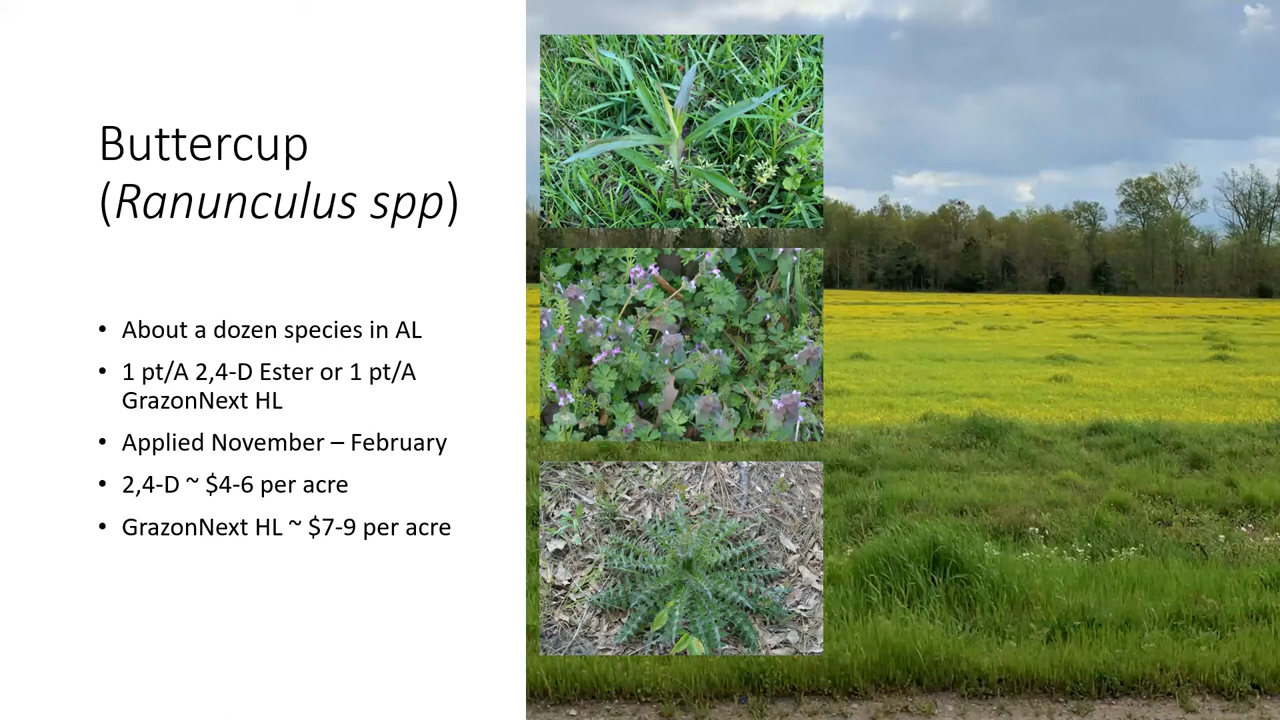 Buttercup
(Ranunculus spp)
• About a dozen species in AL
• 1 pt/A 2,4-D Ester or 1 pt/A
GrazonNext HL
• Applied November – February
• 2,4-D ~ $4-6 per acre
• GrazonNext HL ~ $7-9 per acre